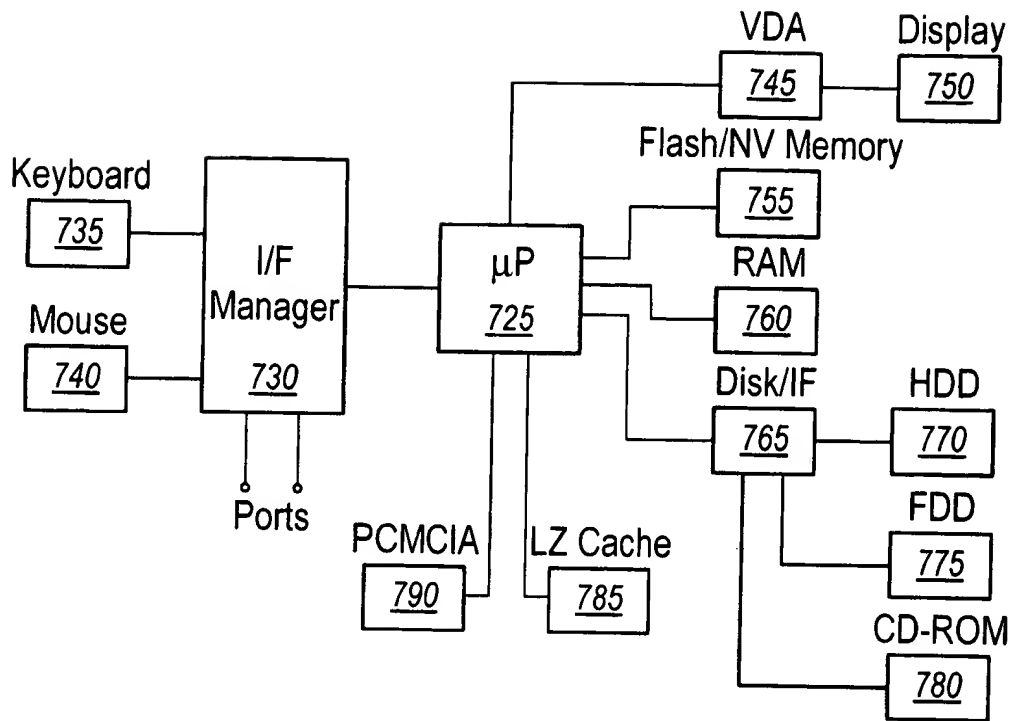 VDA
745
Display
750
Flash/NV Memory
755
Keyboard
735
I/F
Manager
730
µP
725
RAM
760
Mouse
740
Disk/IF
765
HDD
770
Ports
PCMCIA
790
LZ Cache
785
FDD
775
CD-ROM
780